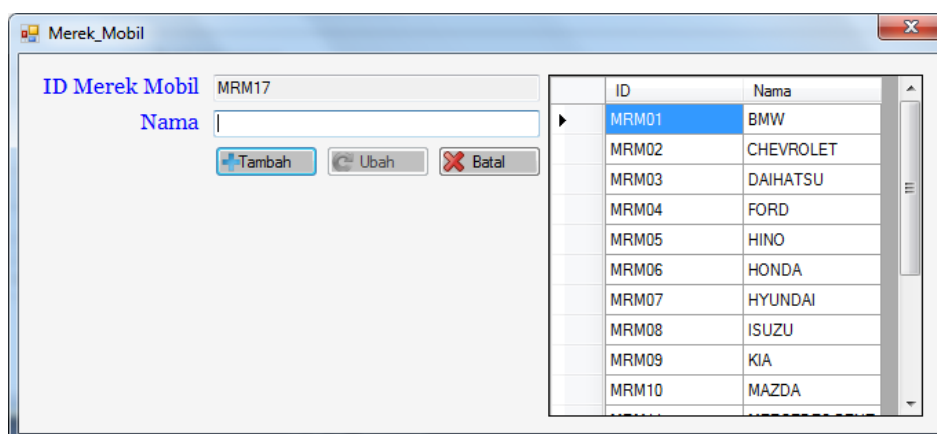 Merek_Mobil
ID Merek Mobil MRM17
Nama
Tambah Ubah Batal
ID Nama
MRM01 BMW
MRM02 CHEVROLET
MRM03 DAIHATSU
MRM04 FORD
MRM05 HINO
MRM06 HONDA
MRM07 HYUNDAI
MRM08 ISUZU
MRM09 KIA
MRM10 MAZDA